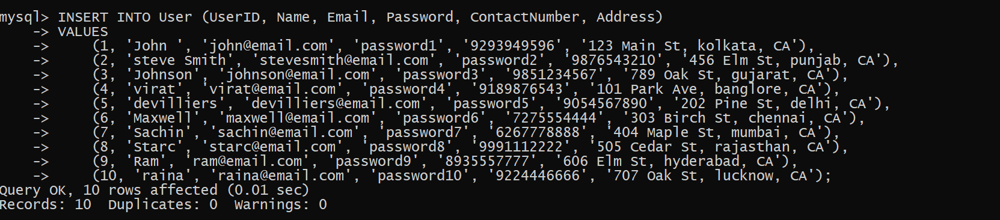 mysql> INSERT INTO User (UserID, Name, Email, Password, ContactNumber, Address)
    -> VALUES
    ->     (1, 'John ', 'john@email.com', 'password1', '9293949596', '123 Main St, kolkata, CA'),
    ->     (2, 'steve Smith', 'stevesmith@email.com', 'password2', '9876543210', '456 Elm St, punjab, CA'),
    ->     (3, 'Johnson', 'johnson@email.com', 'password3', '9851234567', '789 Oak St, gujarat, CA'),
    ->     (4, 'virat', 'virat@email.com', 'password4', '9189876543', '101 Park Ave, banglore, CA'),
    ->     (5, 'devilliers', 'devilliers@email.com', 'password5', '9054567890', '202 Pine St, delhi, CA'),
    ->     (6, 'Maxwell', 'maxwell@email.com', 'password6', '7275554444', '303 Birch St, chennai, CA'),
    ->     (7, 'Sachin', 'sachin@email.com', 'password7', '6267778888', '404 Maple St, mumbai, CA'),
    ->     (8, 'Starc', 'starc@email.com', 'password8', '9991112222', '505 Cedar St, rajasthan, CA'),
    ->     (9, 'Ram', 'ram@email.com', 'password9', '8935557777', '606 Elm St, hyderabad, CA'),
    ->     (10, 'raina', 'raina@email.com', 'password10', '9224446666', '707 Oak St, lucknow, CA');
Query OK, 10 rows affected (0.01 sec)
Records: 10  Duplicates: 0  Warnings: 0